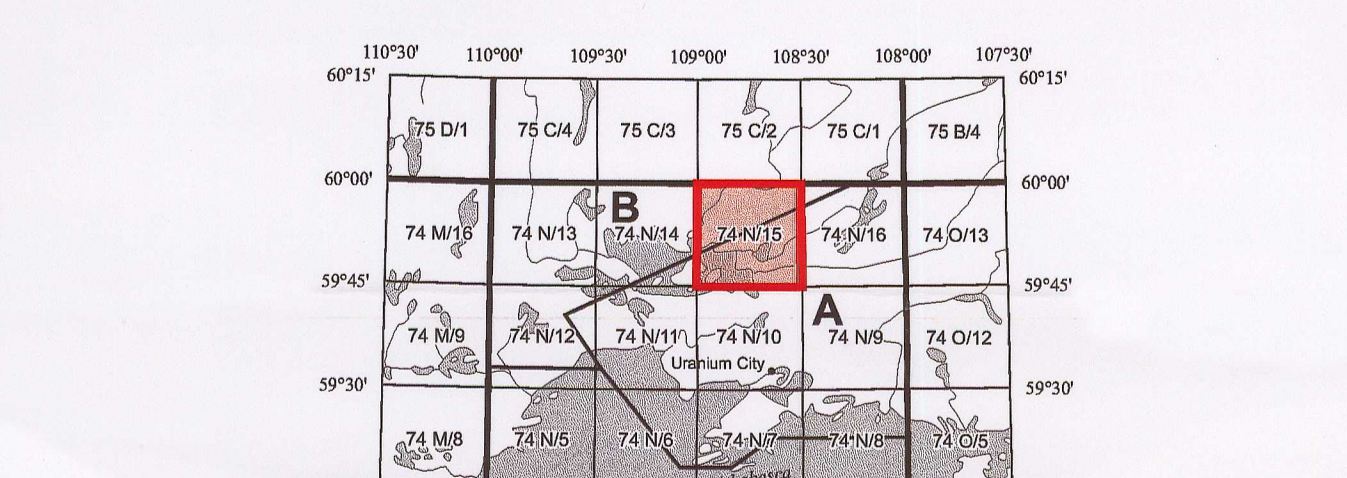 110°30' 110°00' 109°30' 109°00' 108°30' 108°00' 107°30'
60°15' 60°15'
75 D/1 75 C/4 75 C/3 75 C/2 75 C/1 75 B/4
60°00' 60°00'
B
74 M/16 74 N/13 74 N/14 74 N/15 74 N/16 74 O/13
59°45' 59°45'
A
74 M/9 74 N/12 74 N/11 74 N/10 74 N/9 74 O/12
Uranium City
59°30' 59°30'
74 M/8 74 N/5 74 N/6 74 N/7 74 N/8 74 O/5